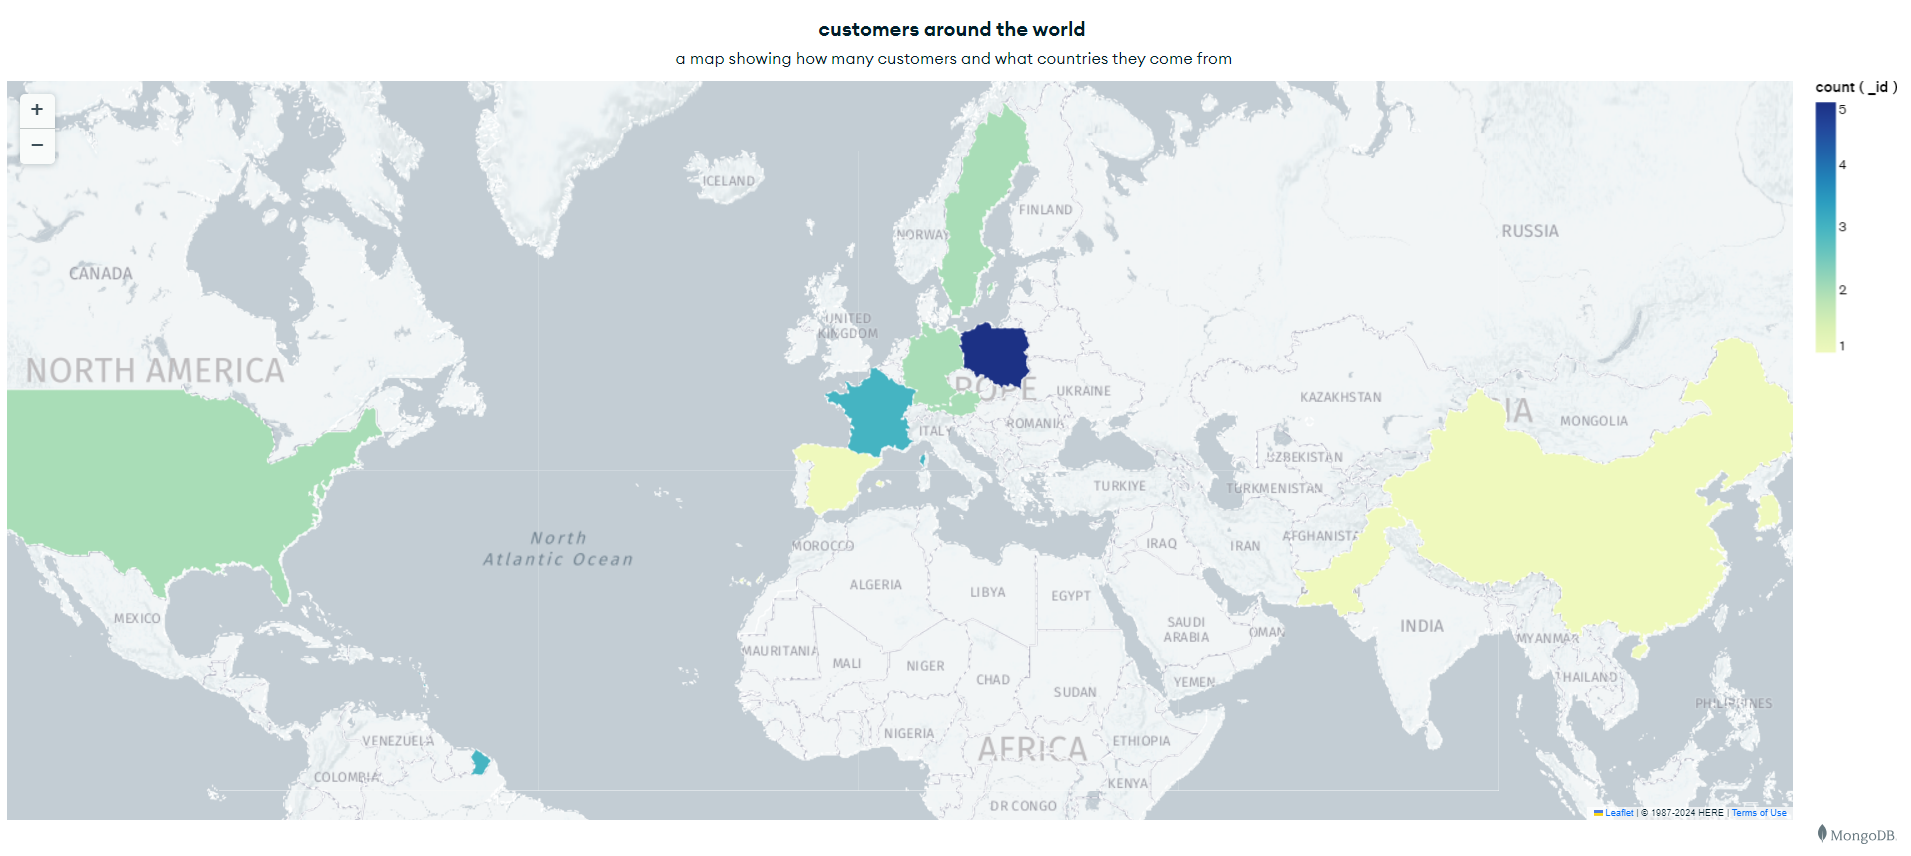 customers around the world
a map showing how many customers and what countries they come from
count ( _id )
5
4
3
2
1
+
−
ICELAND
FINLAND
NORWAY
RUSSIA
CANADA
UNITED
KINGDOM
NORTH AMERICA
UKRAINE
KAZAKHSTAN
MONGOLIA
ITALY
ROMANIA
UZBEKISTAN
TURKIYE
TURKMENISTAN
North
Atlantic Ocean
MOROCCO
IRAQ
IRAN
AFGHANISTA
ALGERIA
LIBYA
EGYPT
MEXICO
SAUDI
ARABIA
OMAN
INDIA
MYANMAR
MAURITANIA
MALI
NIGER
CHAD
SUDAN
YEMEN
THAILAND
PHILIPPINES
VENEZUELA
NIGERIA
AFRICA
ETHIOPIA
COLOMBIA
KENYA
DR CONGO
Leaflet | © 1987-2024 HERE | Terms of Use
MongoDB.